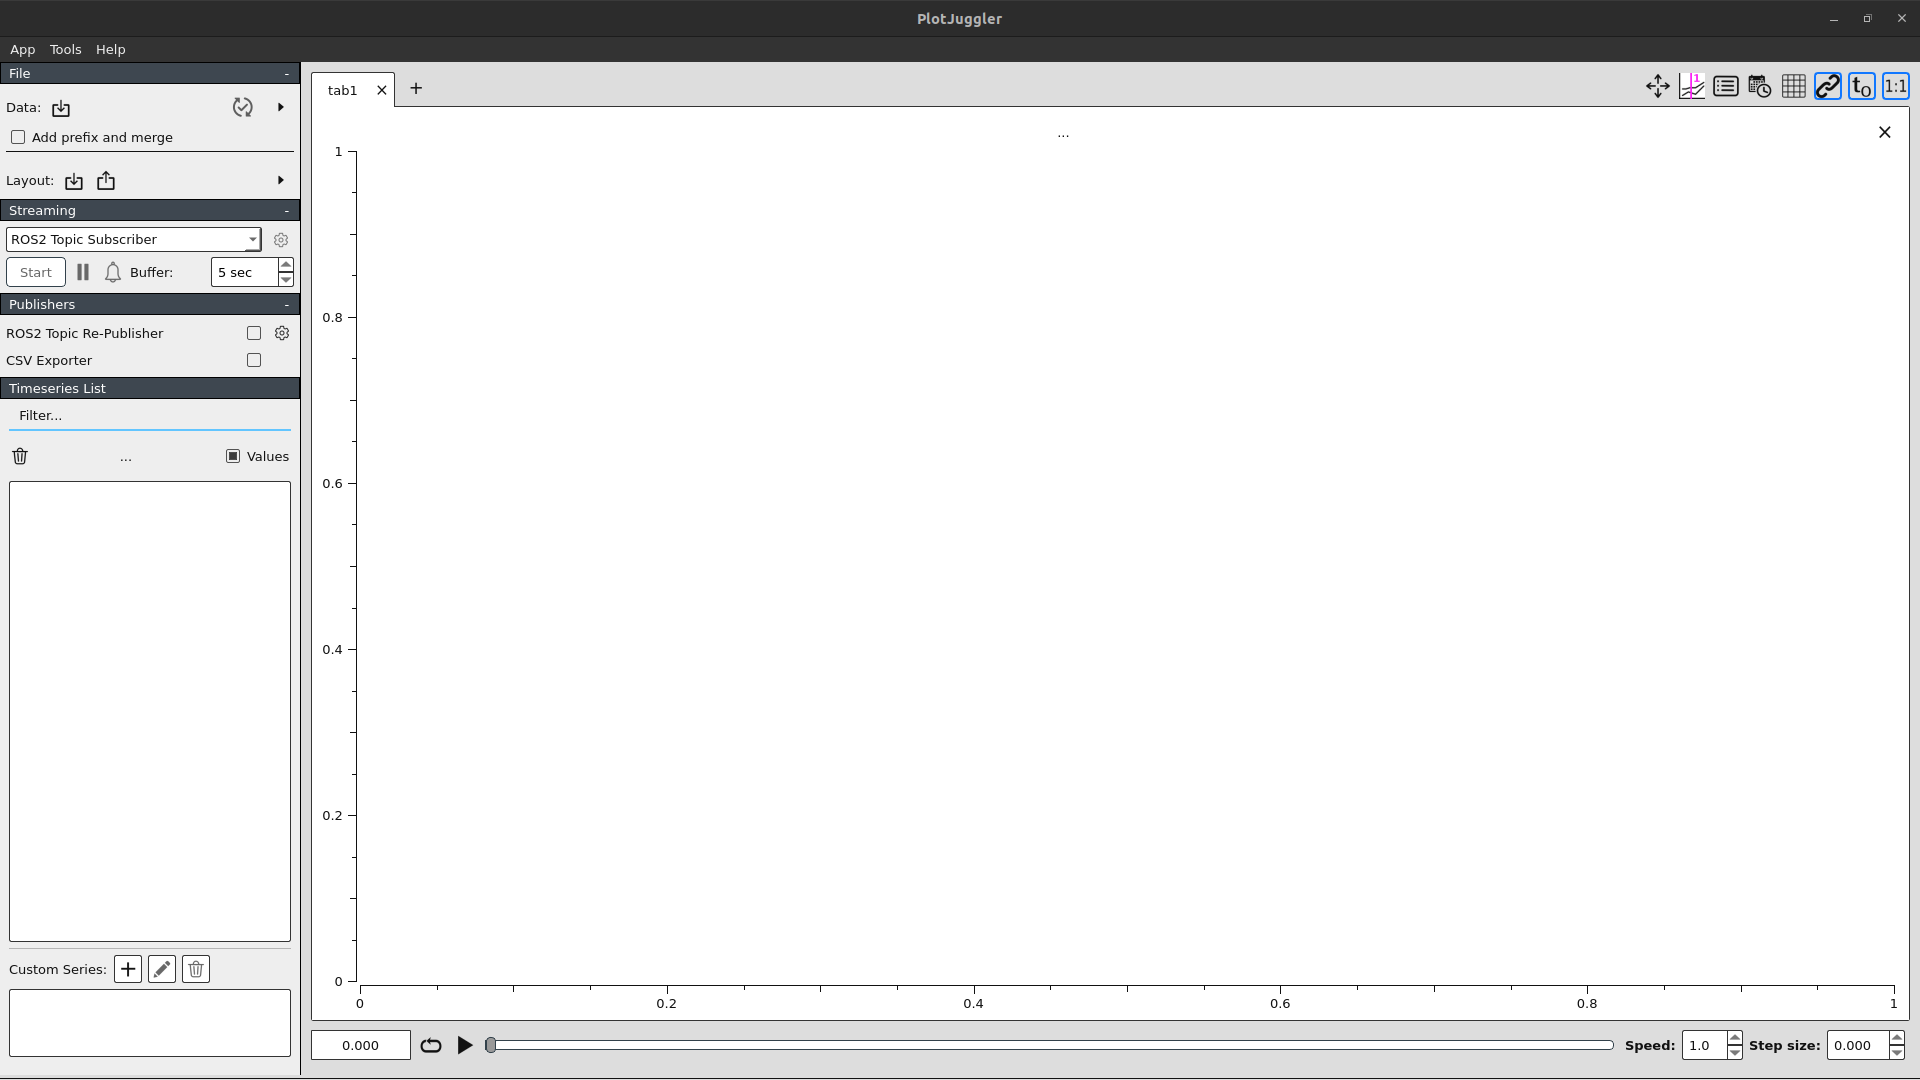 PlotJuggler
App Tools Help
File -
Data:
Add prefix and merge
Layout:
Streaming -
ROS2 Topic Subscriber
Start Buffer: 5 sec
Publishers -
ROS2 Topic Re-Publisher
CSV Exporter
Timeseries List
Filter...
... Values
Custom Series:
tab1
1
t0 1:1
...
1
0.8
0.6
0.4
0.2
0
0 0.2 0.4 0.6 0.8 1
0.000 Speed: 1.0 Step size: 0.000